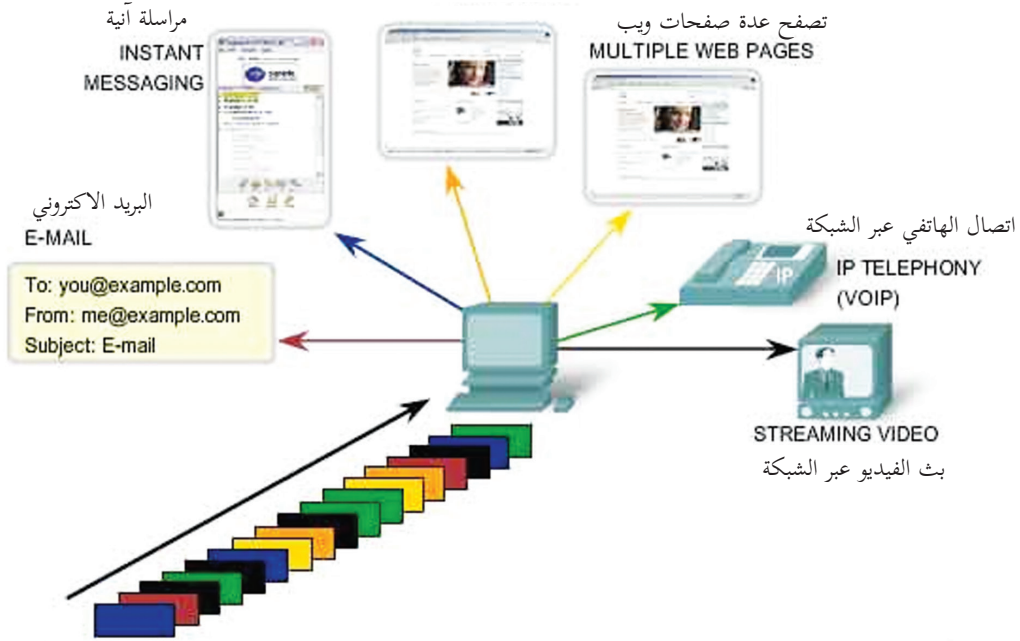 مراسلة آنية
INSTANT
MESSAGING
تصفح عدة صفحات ويب
MULTIPLE WEB PAGES
البريد الاكتروني
E-MAIL
To: you@example.com
From: me@example.com
Subject: E-mail
اتصال الهاتفي عبر الشبكة
IP
IP TELEPHONY
(VOIP)
STREAMING VIDEO
بث الفيديو عبر الشبكة